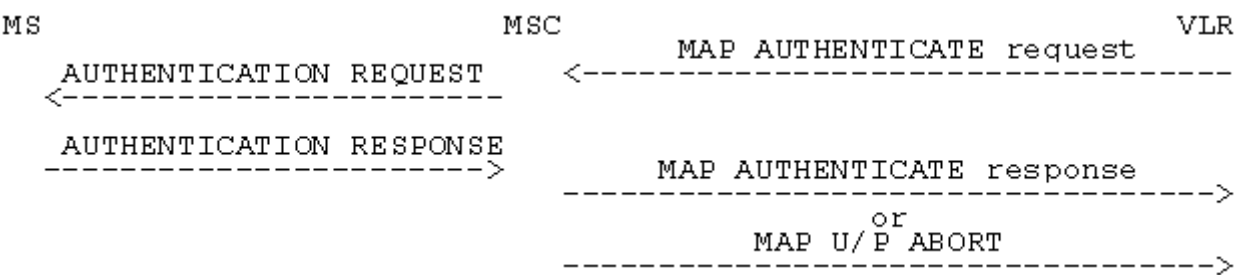 MS MSC VLR
MAP AUTHENTICATE request
AUTHENTICATION REQUEST <-----------------------------------
<-----------------------
AUTHENTICATION RESPONSE
-----------------------> MAP AUTHENTICATE response
----------------------------------->
or
MAP U/P ABORT
----------------------------------->